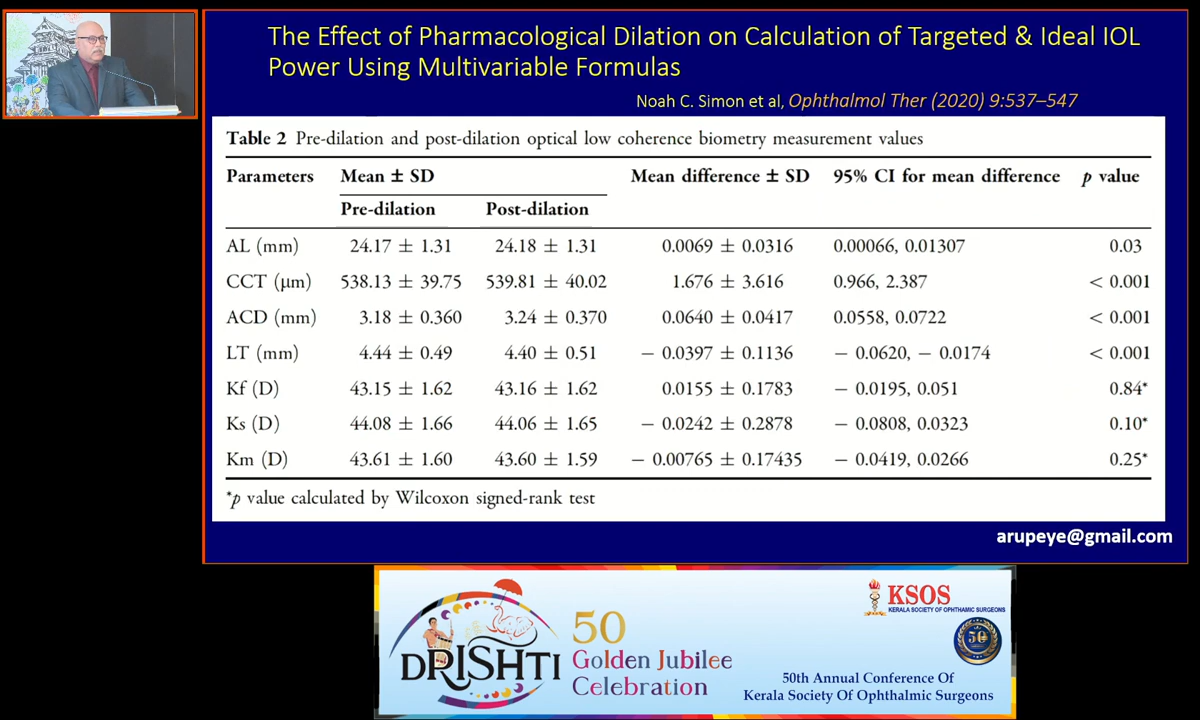 The Effect of Pharmacological Dilation on Calculation of Targeted & Ideal IOL
Power Using Multivariable Formulas
Noah C. Simon et al, Ophthalmol Ther (2020) 9:537–547
Table 2 Pre-dilation and post-dilation optical low coherence biometry measurement values
Parameters Mean ± SD Mean difference ± SD 95% CI for mean difference p value
Pre-dilation Post-dilation
AL (mm) 24.17 ± 1.31 24.18 ± 1.31 0.0069 ± 0.0316 0.00066, 0.01307 0.03
CCT (μm) 538.13 ± 39.75 539.81 ± 40.02 1.676 ± 3.616 0.966, 2.387 < 0.001
ACD (mm) 3.18 ± 0.360 3.24 ± 0.370 0.0640 ± 0.0417 0.0558, 0.0722 < 0.001
LT (mm) 4.44 ± 0.49 4.40 ± 0.51 − 0.0397 ± 0.1136 − 0.0620, − 0.0174 < 0.001
Kf (D) 43.15 ± 1.62 43.16 ± 1.62 0.0155 ± 0.1783 − 0.0195, 0.051 0.84*
Ks (D) 44.08 ± 1.66 44.06 ± 1.65 − 0.0242 ± 0.2878 − 0.0808, 0.0323 0.10*
Km (D) 43.61 ± 1.60 43.60 ± 1.59 − 0.00765 ± 0.17435 − 0.0419, 0.0266 0.25*
*p value calculated by Wilcoxon signed-rank test
arupeye@gmail.com
DRISHTI
50
Golden Jubilee
Celebration
KSOS
KERALA SOCIETY OF OPHTHAMIC SURGEONS
50
50th Annual Conference Of
Kerala Society Of Ophthalmic Surgeons